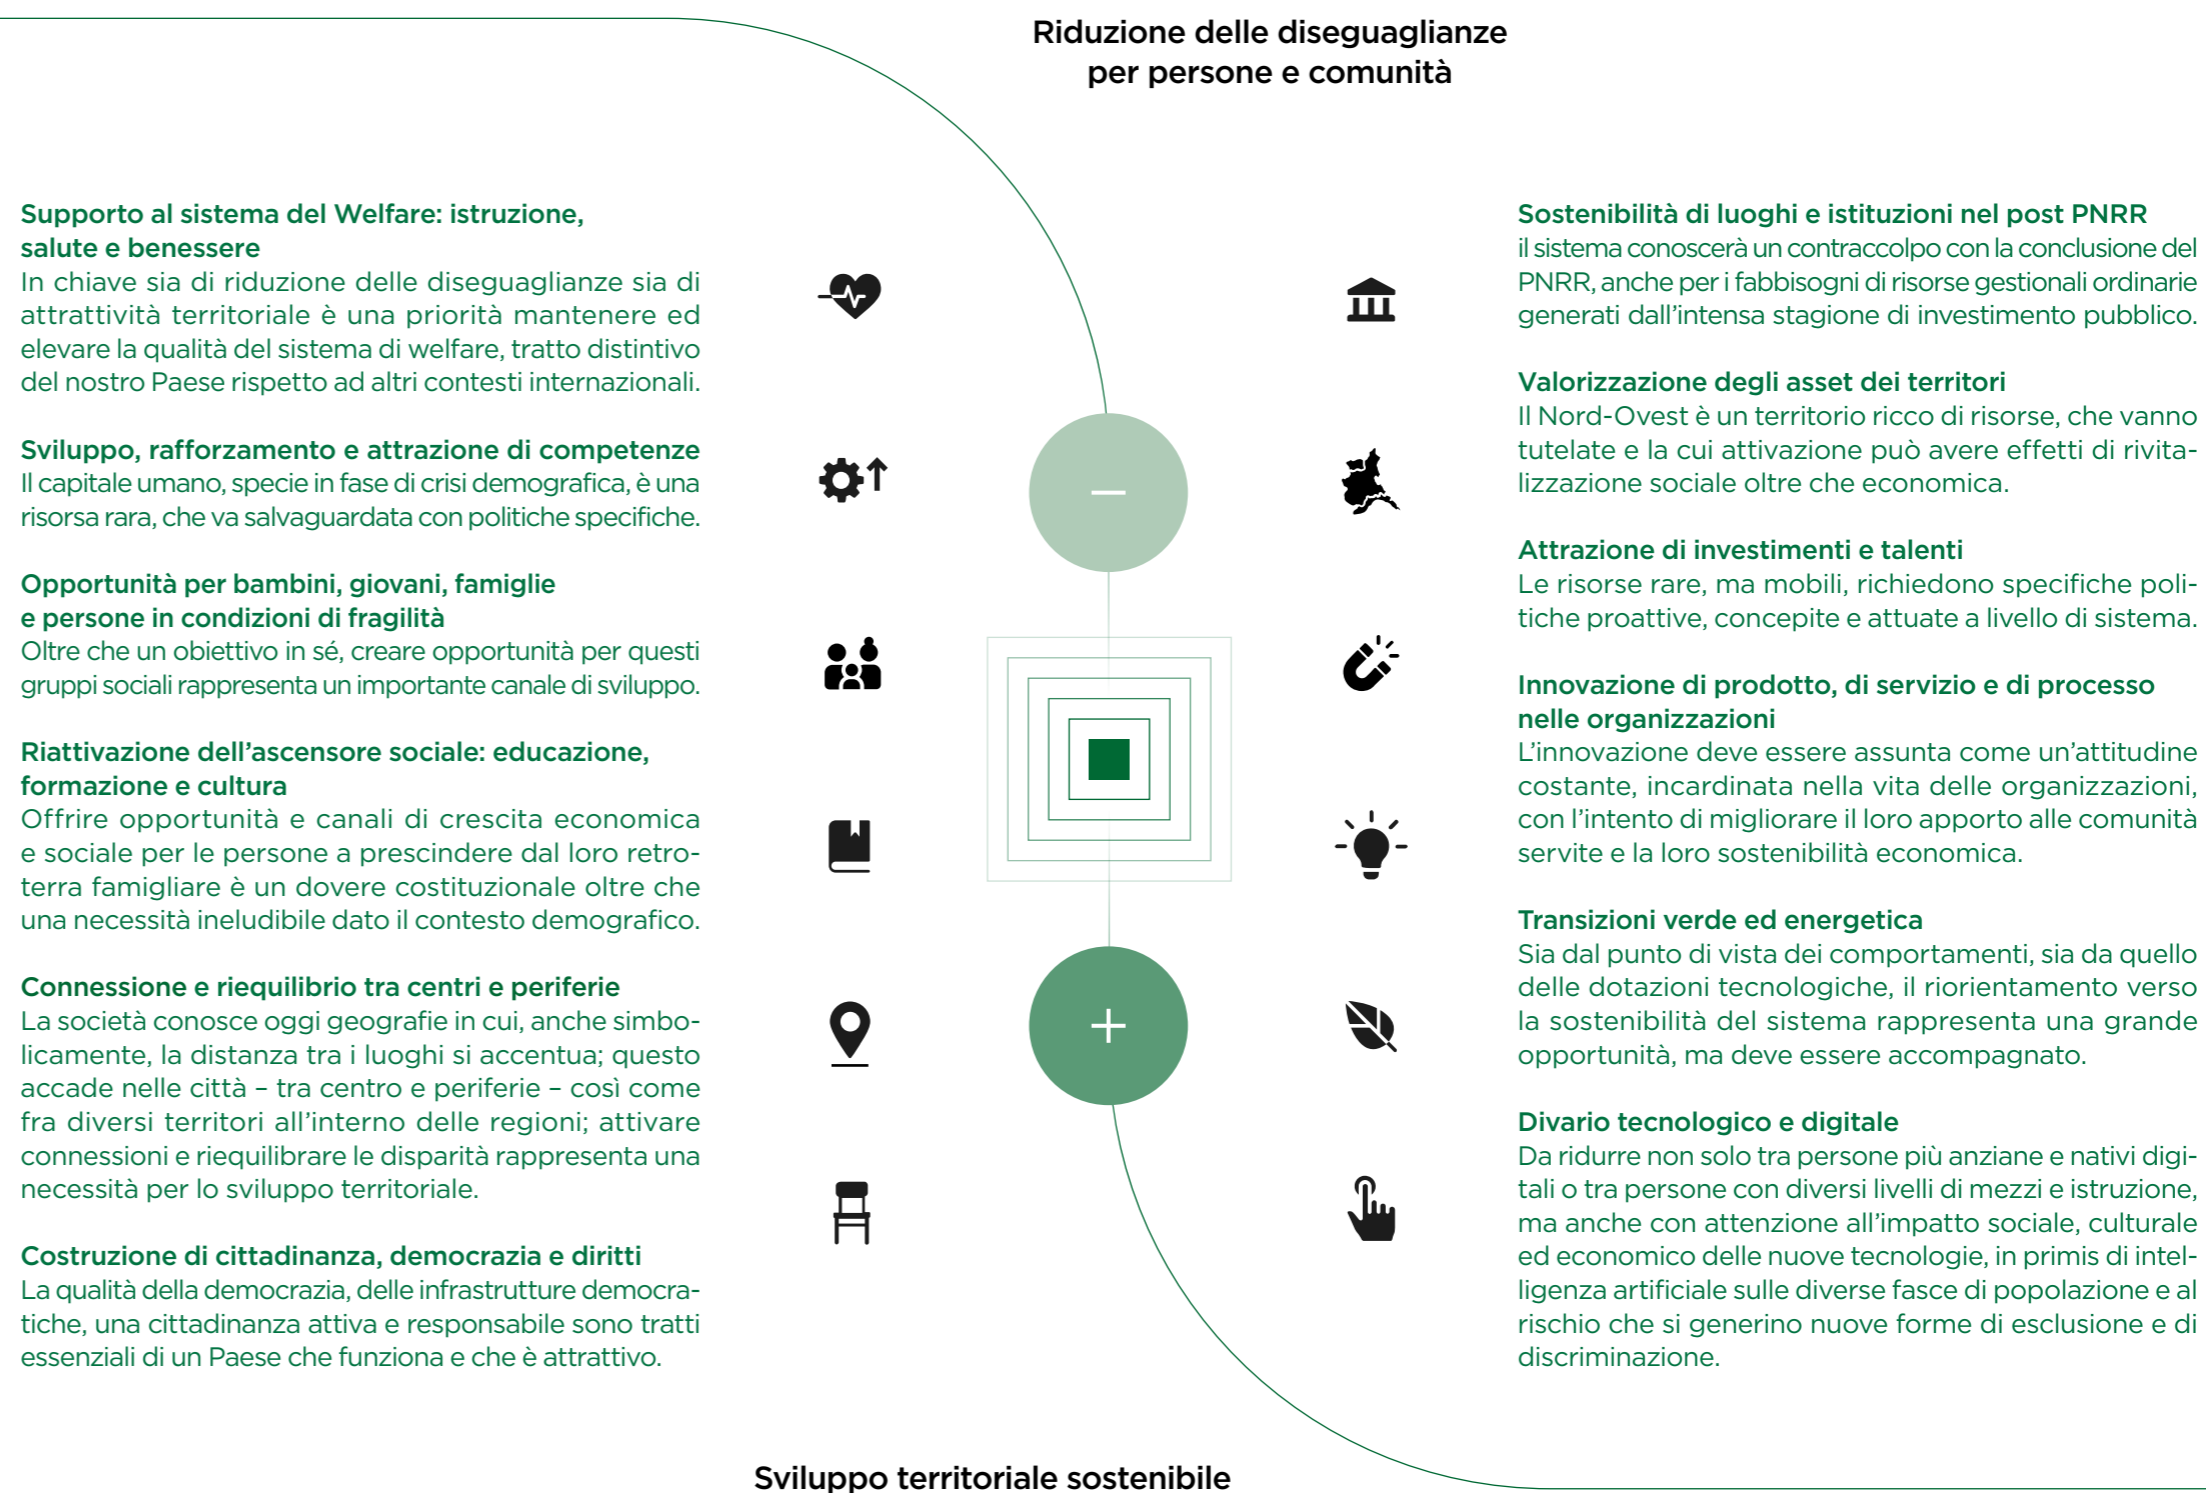 Riduzione delle diseguaglianze
per persone e comunità
Supporto al sistema del Welfare: istruzione,
salute e benessere
In chiave sia di riduzione delle diseguaglianze sia di
attrattività territoriale è una priorità mantenere ed
elevare la qualità del sistema di welfare, tratto distintivo
del nostro Paese rispetto ad altri contesti internazionali.
Sviluppo, rafforzamento e attrazione di competenze
Il capitale umano, specie in fase di crisi demografica, è una
risorsa rara, che va salvaguardata con politiche specifiche.
Opportunità per bambini, giovani, famiglie
e persone in condizioni di fragilità
Oltre che un obiettivo in sé, creare opportunità per questi
gruppi sociali rappresenta un importante canale di sviluppo.
Riattivazione dell’ascensore sociale: educazione,
formazione e cultura
Offrire opportunità e canali di crescita economica
e sociale per le persone a prescindere dal loro retro-
terra famigliare è un dovere costituzionale oltre che
una necessità ineludibile dato il contesto demografico.
Connessione e riequilibrio tra centri e periferie
La società conosce oggi geografie in cui, anche simbo-
licamente, la distanza tra i luoghi si accentua; questo
accade nelle città – tra centro e periferie – così come
fra diversi territori all’interno delle regioni; attivare
connessioni e riequilibrare le disparità rappresenta una
necessità per lo sviluppo territoriale.
Costruzione di cittadinanza, democrazia e diritti
La qualità della democrazia, delle infrastrutture democra-
tiche, una cittadinanza attiva e responsabile sono tratti
essenziali di un Paese che funziona e che è attrattivo.
−
+
Sostenibilità di luoghi e istituzioni nel post PNRR
il sistema conoscerà un contraccolpo con la conclusione del
PNRR, anche per i fabbisogni di risorse gestionali ordinarie
generati dall’intensa stagione di investimento pubblico.
Valorizzazione degli asset dei territori
Il Nord-Ovest è un territorio ricco di risorse, che vanno
tutelate e la cui attivazione può avere effetti di rivita-
lizzazione sociale oltre che economica.
Attrazione di investimenti e talenti
Le risorse rare, ma mobili, richiedono specifiche poli-
tiche proattive, concepite e attuate a livello di sistema.
Innovazione di prodotto, di servizio e di processo
nelle organizzazioni
L’innovazione deve essere assunta come un’attitudine
costante, incardinata nella vita delle organizzazioni,
con l’intento di migliorare il loro apporto alle comunità
servite e la loro sostenibilità economica.
Transizioni verde ed energetica
Sia dal punto di vista dei comportamenti, sia da quello
delle dotazioni tecnologiche, il riorientamento verso
la sostenibilità del sistema rappresenta una grande
opportunità, ma deve essere accompagnato.
Divario tecnologico e digitale
Da ridurre non solo tra persone più anziane e nativi digi-
tali o tra persone con diversi livelli di mezzi e istruzione,
ma anche con attenzione all’impatto sociale, culturale
ed economico delle nuove tecnologie, in primis di intel-
ligenza artificiale sulle diverse fasce di popolazione e al
rischio che si generino nuove forme di esclusione e di
discriminazione.
Sviluppo territoriale sostenibile